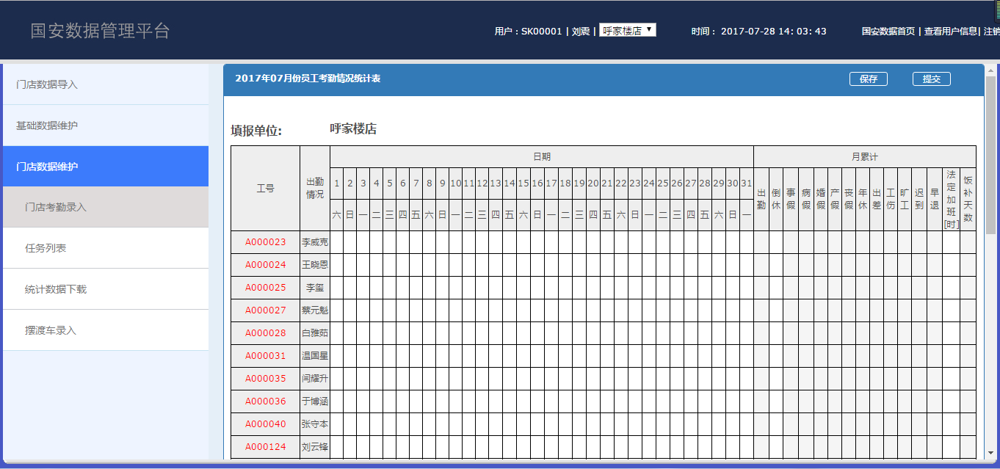 国安数据管理平台
用户：SK00001 | 刘震 | 呼家楼店 时间： 2017-07-28 14: 03: 43 国安数据首页 | 查看用户信息| 注销
门店数据导入
基础数据维护
门店数据维护
门店考勤录入
任务列表
统计数据下载
摆渡车录入
2017年07月份员工考勤情况统计表 保存 提交
填报单位: 呼家楼店
工号 出勤情况 日期 月累计
1 2 3 4 5 6 7 8 9 10 11 12 13 14 15 16 17 18 19 20 21 22 23 24 25 26 27 28 29 30 31
六 日 一 二 三 四 五 六 日 一 二 三 四 五 六 日 一 二 三 四 五 六 日 一 二 三 四 五 六 日 一
出勤 倒休 事假 病假 婚假 产假 丧假 年休 出差 工伤 旷工 迟到 早退 法定加班[时] 饭补天数
A000023 李威克
A000024 王晓恩
A000025 李玺
A000027 蔡元魁
A000028 白雅茹
A000031 温国星
A000035 闫耀升
A000036 于博涵
A000040 张守本
A000124 刘云锋